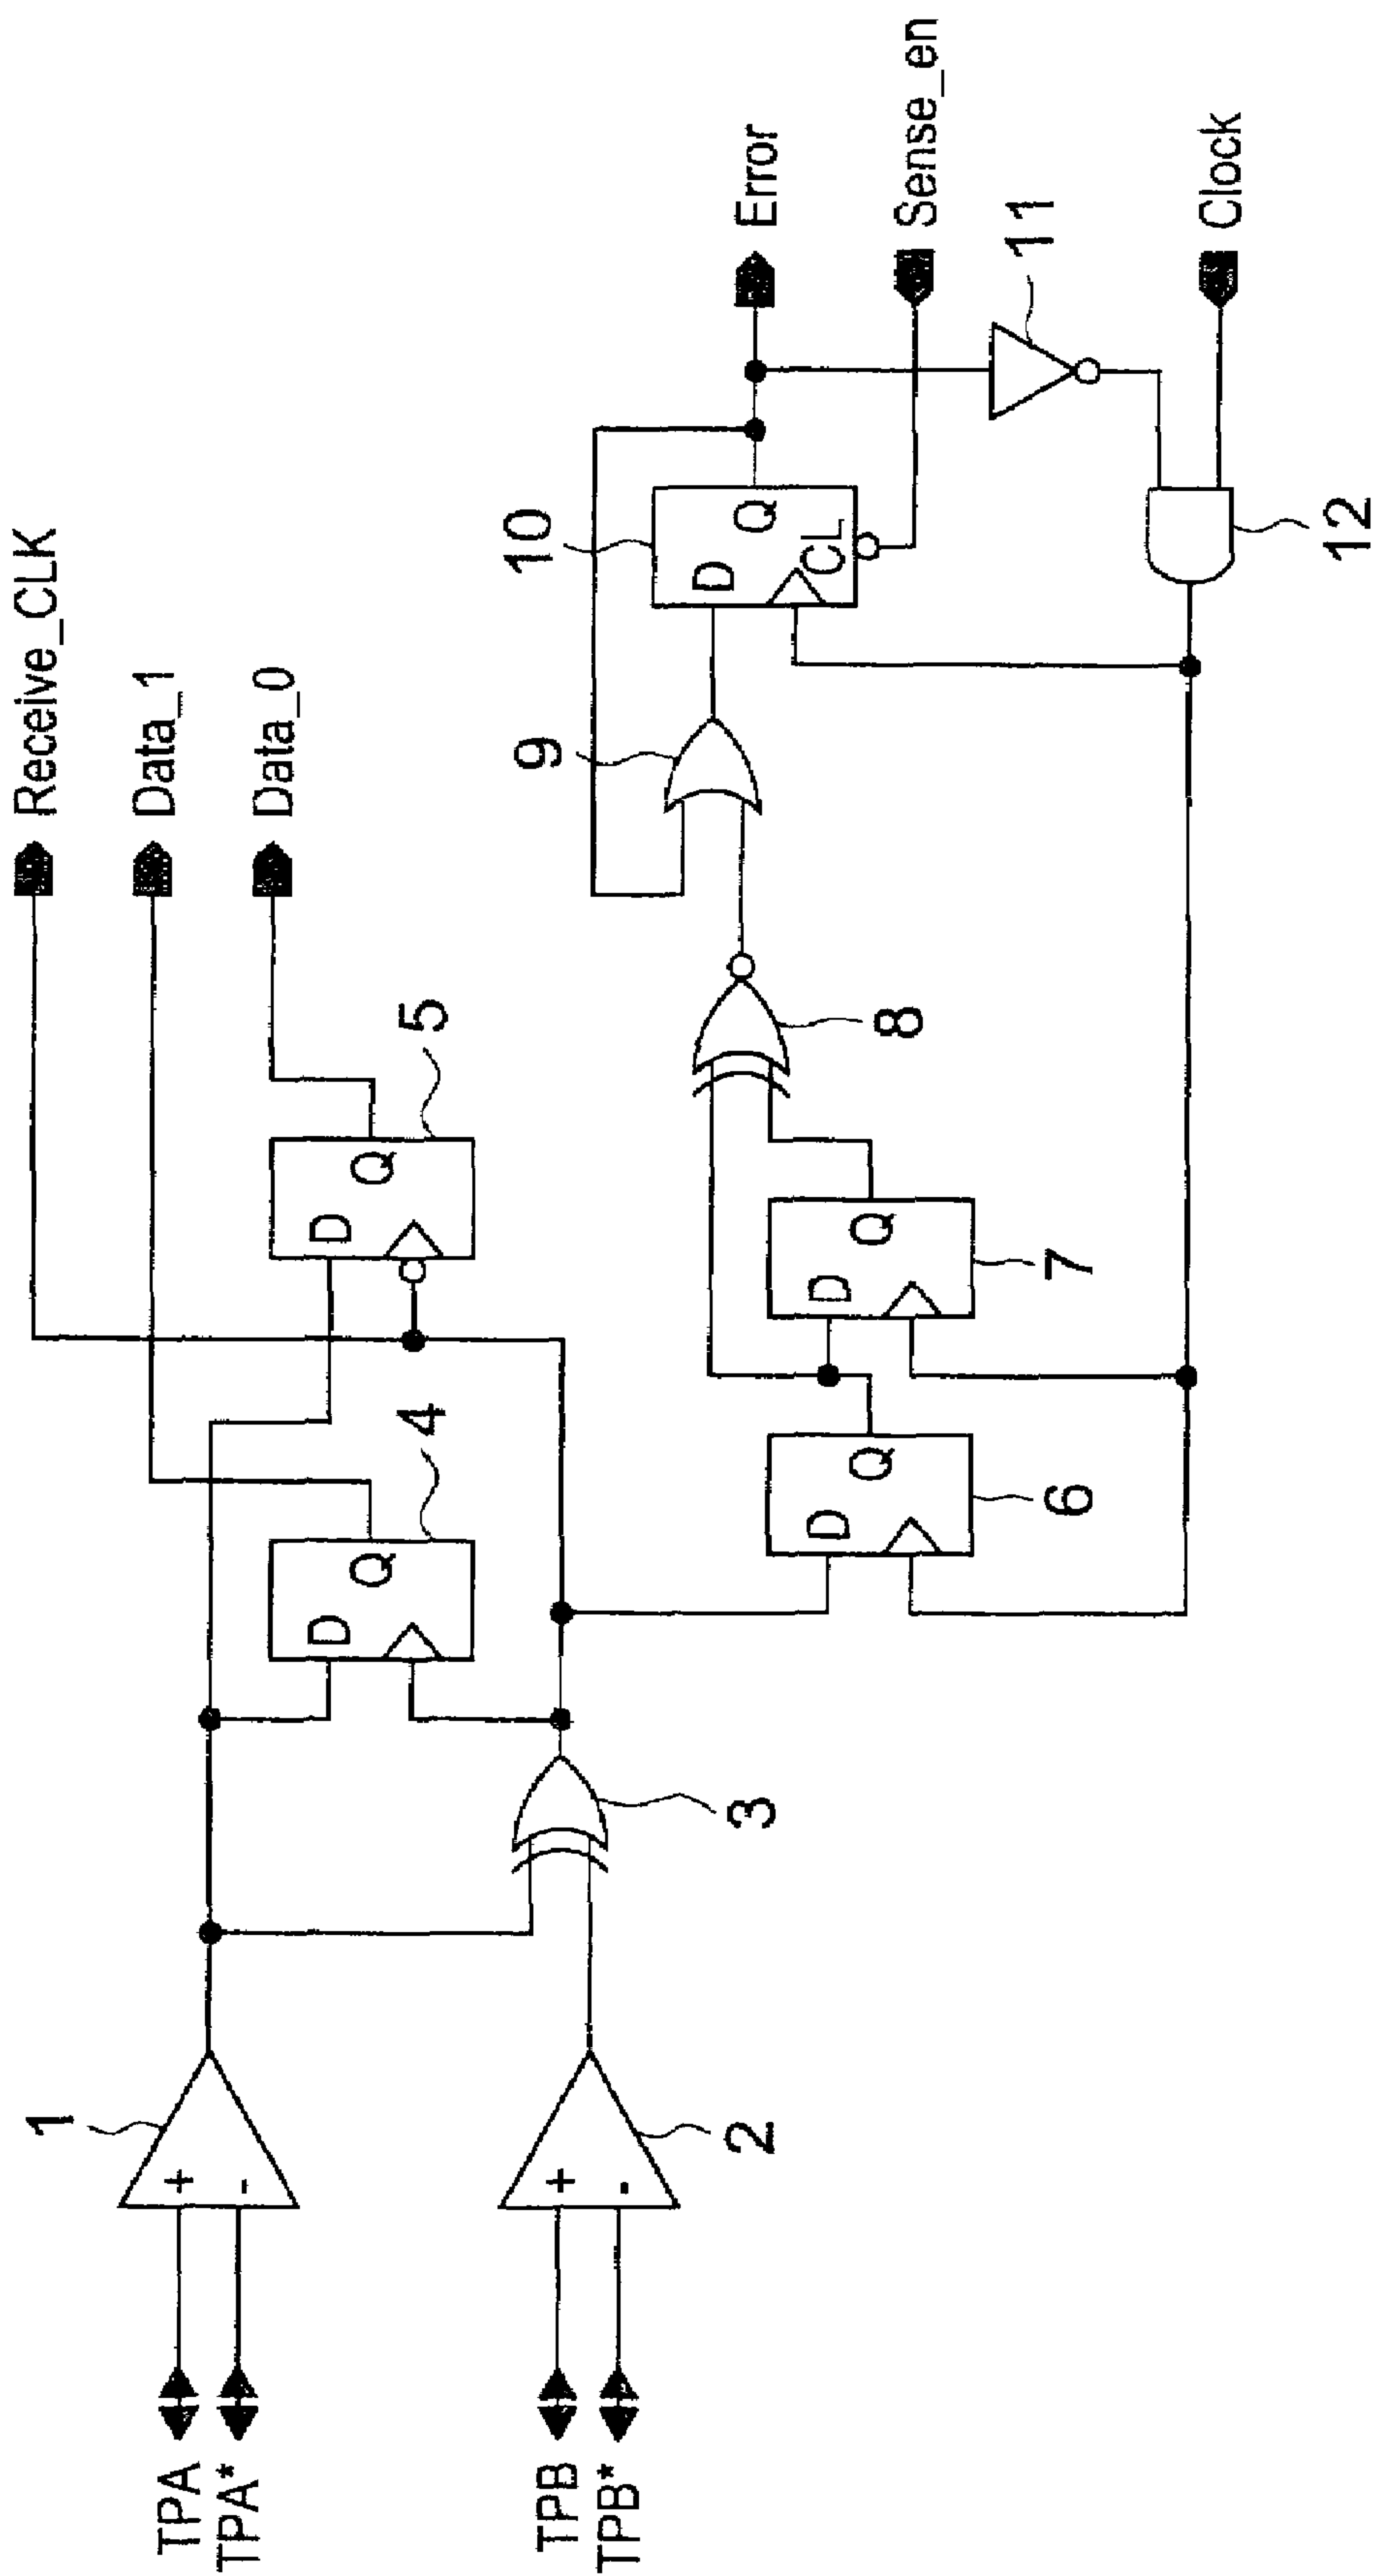 Receive_CLK
Data_1
Data_0
5
D Q
4
D Q
1
+
-
TPA
TPA*
3
2
+
-
TPB
TPB*
Error
Sense_en
11
Clock
10
D Q
CL
12
9
8
7
D Q
6
D Q